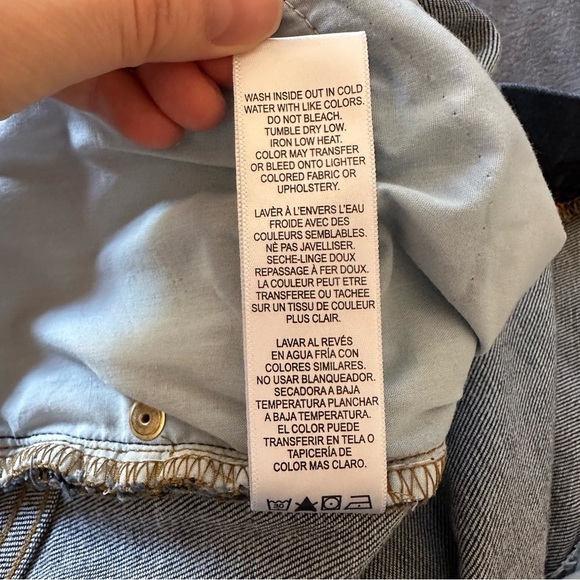 WASH INSIDE OUT IN COLD
WATER WITH LIKE COLORS.
DO NOT BLEACH.
TUMBLE DRY LOW.
IRON LOW HEAT.
COLOR MAY TRANSFER
OR BLEED ONTO LIGHTER
COLORED FABRIC OR
UPHOLSTERY.
LAVÈR À L'ENVERS L'EAU
FROIDE AVEC DES
COULEURS SEMBLABLES.
NÈ PAS JAVELLISER.
SECHE-LINGE DOUX
REPASSAGE À FER DOUX.
LA COULEUR PEUT ÈTRE
TRANSFEREE OU TACHEE
SUR UN TISSU DE COULEUR
PLUS CLAIR.
LAVAR AL REVÉS
EN AGUA FRÍA CON
COLORES SIMILARES.
NO USAR BLANQUEADOR.
SECADORA A BAJA
TEMPERATURA PLANCHAR
A BAJA TEMPERATURA.
EL COLOR PUEDE
TRANSFERIR EN TELA O
TAPICERÍA DE
COLOR MAS CLARO.